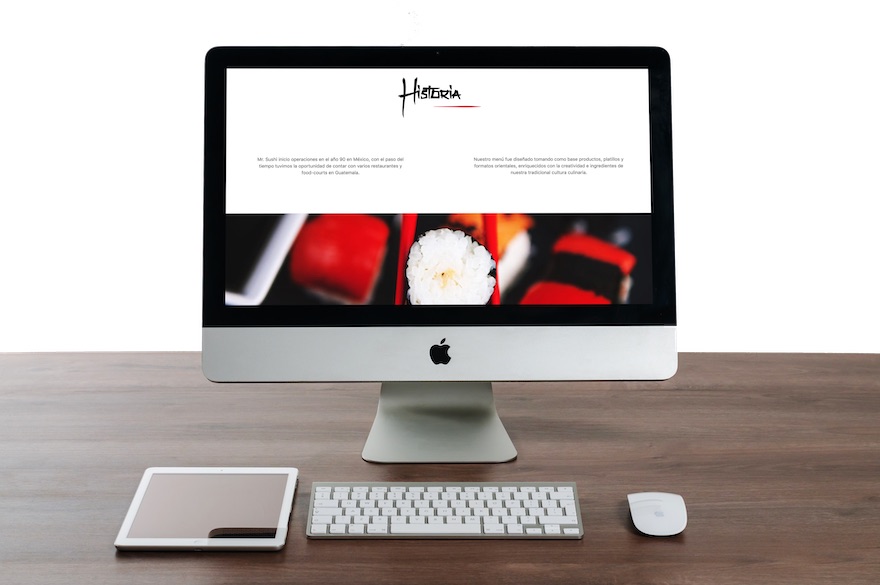 Historia
Mr. Sushi inicio operaciones en el año 90 en México, con el paso del
tiempo tuvimos la oportunidad de contar con varios restaurantes y
food-courts en Guatemala.
Nuestro menú fue diseñado tomando como base productos, platillos y
formatos orientales, enriquecidos con la creatividad e ingredientes de
nuestra tradicional cultura culinaria.